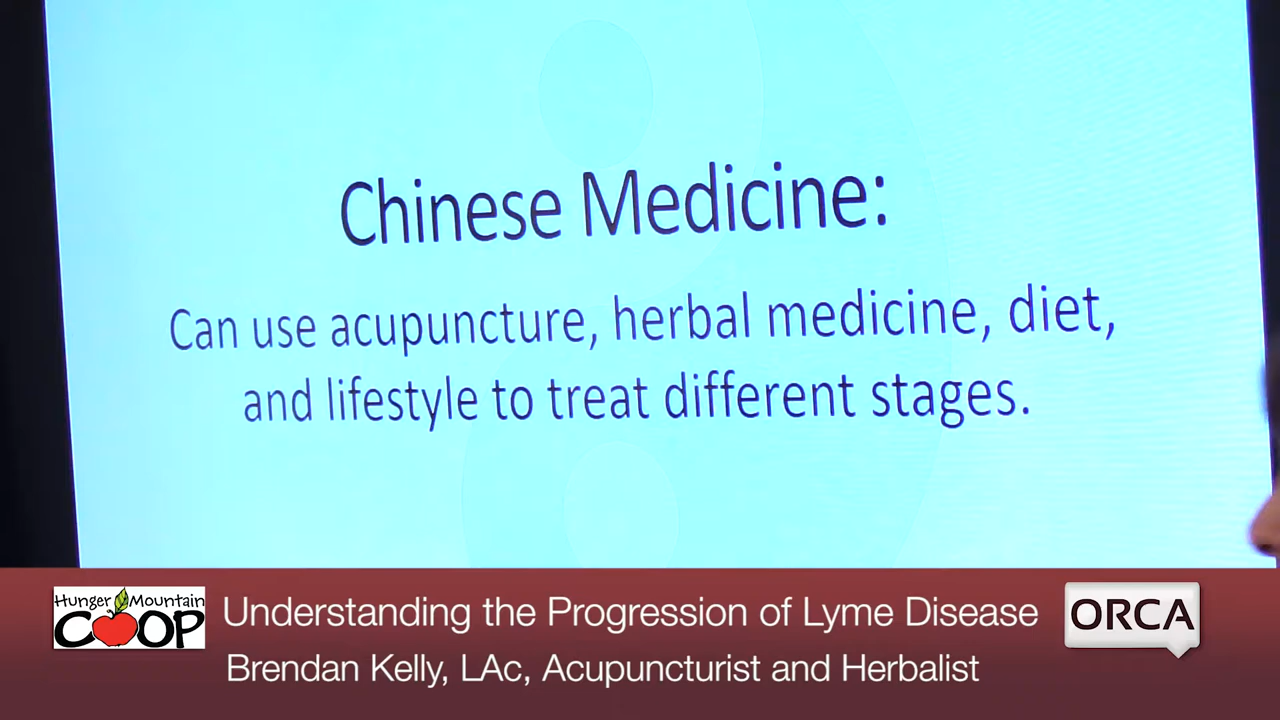 Chinese Medicine:
Can use acupuncture, herbal medicine, diet,
and lifestyle to treat different stages.
Hunger Mountain
COOP
Understanding the Progression of Lyme Disease
ORCA
Brendan Kelly, LAc, Acupuncturist and Herbalist